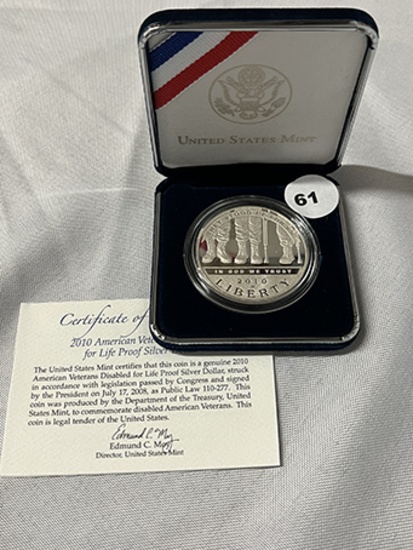 UNITED STATES MINT
61
IN GOD WE TRUST
2010
LIBERTY
Certificate of
2010 American Vete
for Life Proof Silver
The United States Mint certifies that this coin is a genuine 2010
American Veterans Disabled for Life Proof Silver Dollar, struck
in accordance with legislation passed by Congress and signed
by the President on July 17, 2008, as Public Law 110-277. This
coin was produced by the Department of the Treasury, United
States Mint, to commemorate disabled American Veterans. This
coin is legal tender of the United States.
Edmund C. Moy
Edmund C. Moy
Director, United States Mint